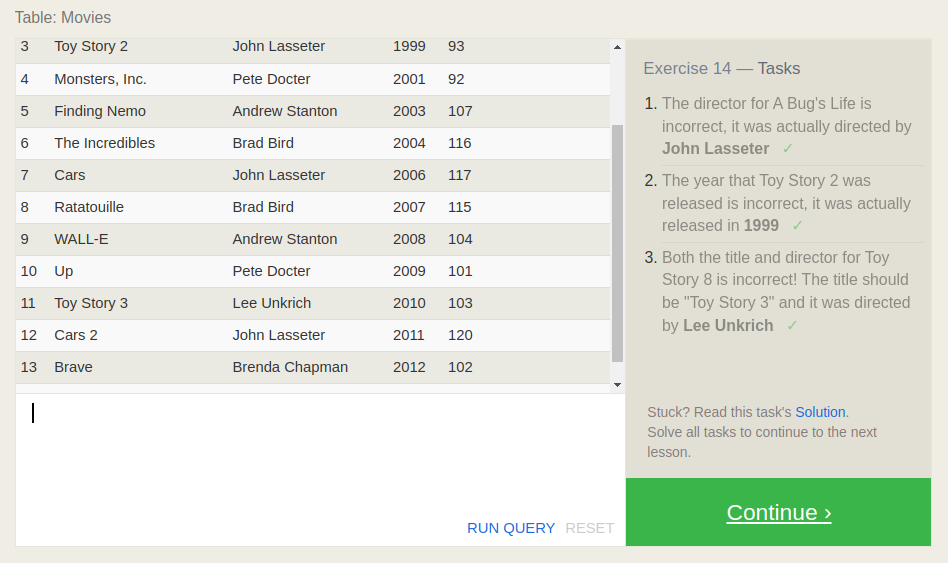 Table: Movies
3 Toy Story 2 John Lasseter 1999 93
4 Monsters, Inc. Pete Docter 2001 92
5 Finding Nemo Andrew Stanton 2003 107
6 The Incredibles Brad Bird 2004 116
7 Cars John Lasseter 2006 117
8 Ratatouille Brad Bird 2007 115
9 WALL-E Andrew Stanton 2008 104
10 Up Pete Docter 2009 101
11 Toy Story 3 Lee Unkrich 2010 103
12 Cars 2 John Lasseter 2011 120
13 Brave Brenda Chapman 2012 102
RUN QUERY RESET
Exercise 14 — Tasks
1. The director for A Bug's Life is
incorrect, it was actually directed by
John Lasseter ✓
2. The year that Toy Story 2 was
released is incorrect, it was actually
released in 1999 ✓
3. Both the title and director for Toy
Story 8 is incorrect! The title should
be "Toy Story 3" and it was directed
by Lee Unkrich ✓
Stuck? Read this task's Solution.
Solve all tasks to continue to the next
lesson.
Continue ›